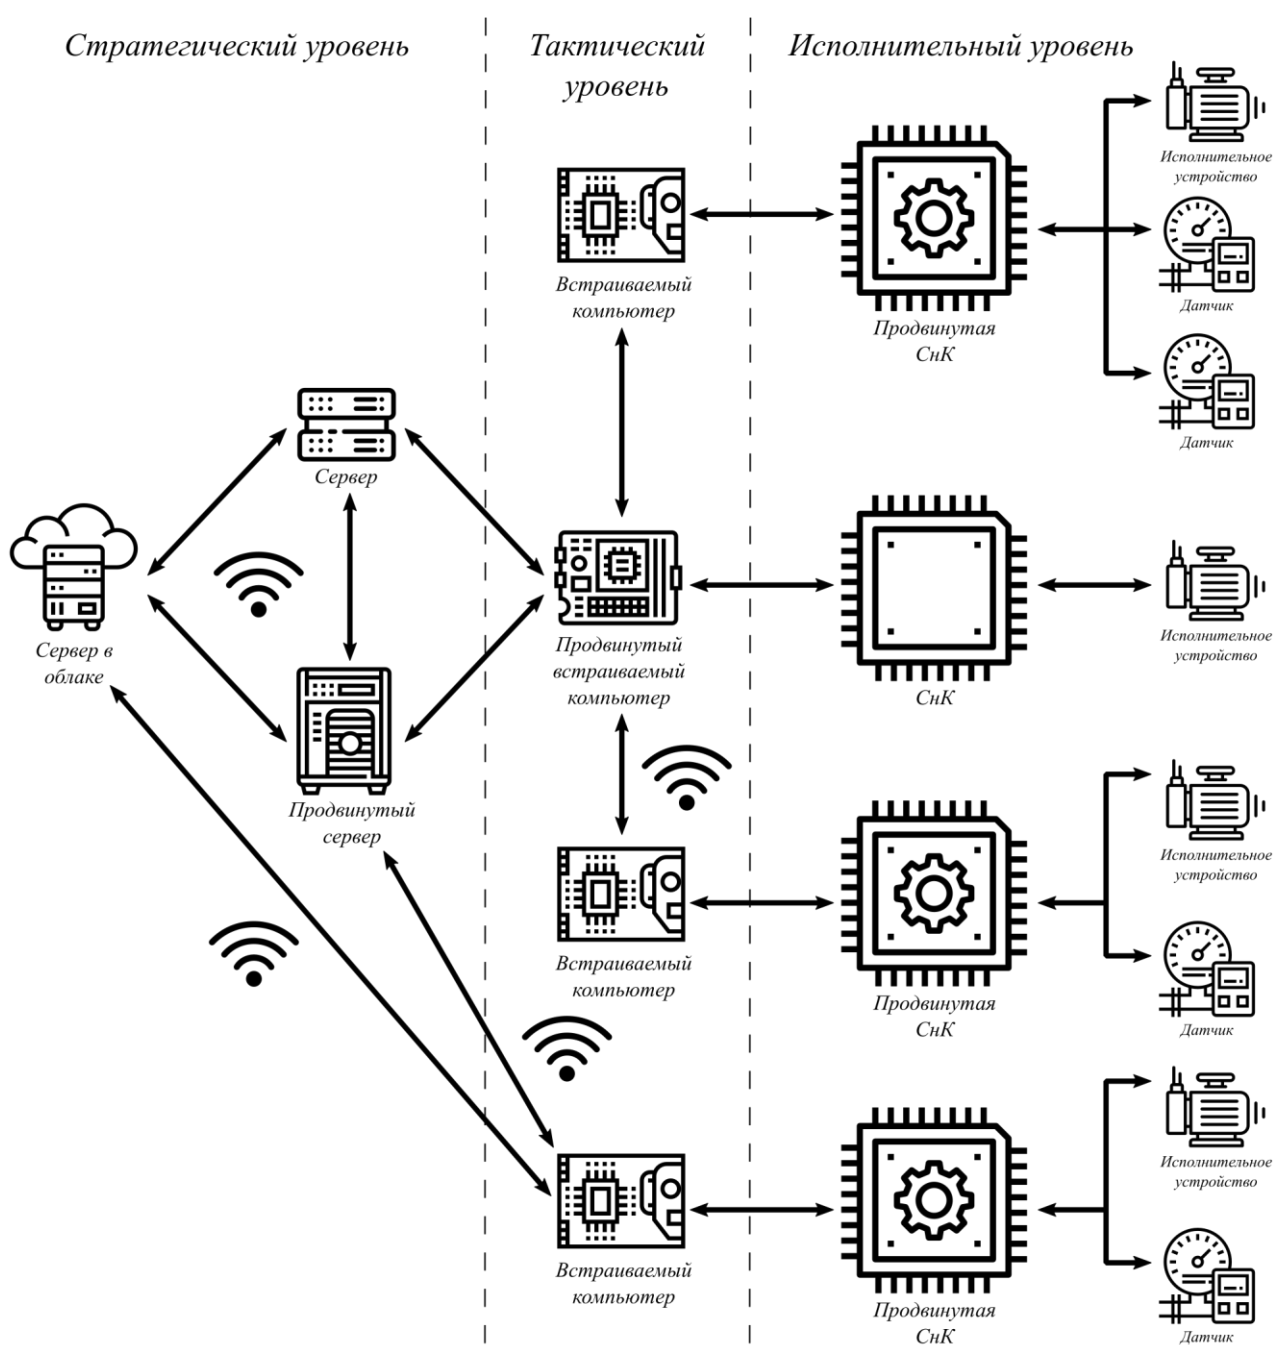 Стратегический уровень
Тактический
уровень
Исполнительный уровень
Исполнительное
устройство
Датчик
Датчик
Встраиваемый
компьютер
Продвинутая
СнК
Сервер
Сервер в
облаке
Продвинутый
сервер
Продвинутый
встраиваемый
компьютер
СнК
Исполнительное
устройство
Встраиваемый
компьютер
Продвинутая
СнК
Исполнительное
устройство
Датчик
Встраиваемый
компьютер
Продвинутая
СнК
Исполнительное
устройство
Датчик